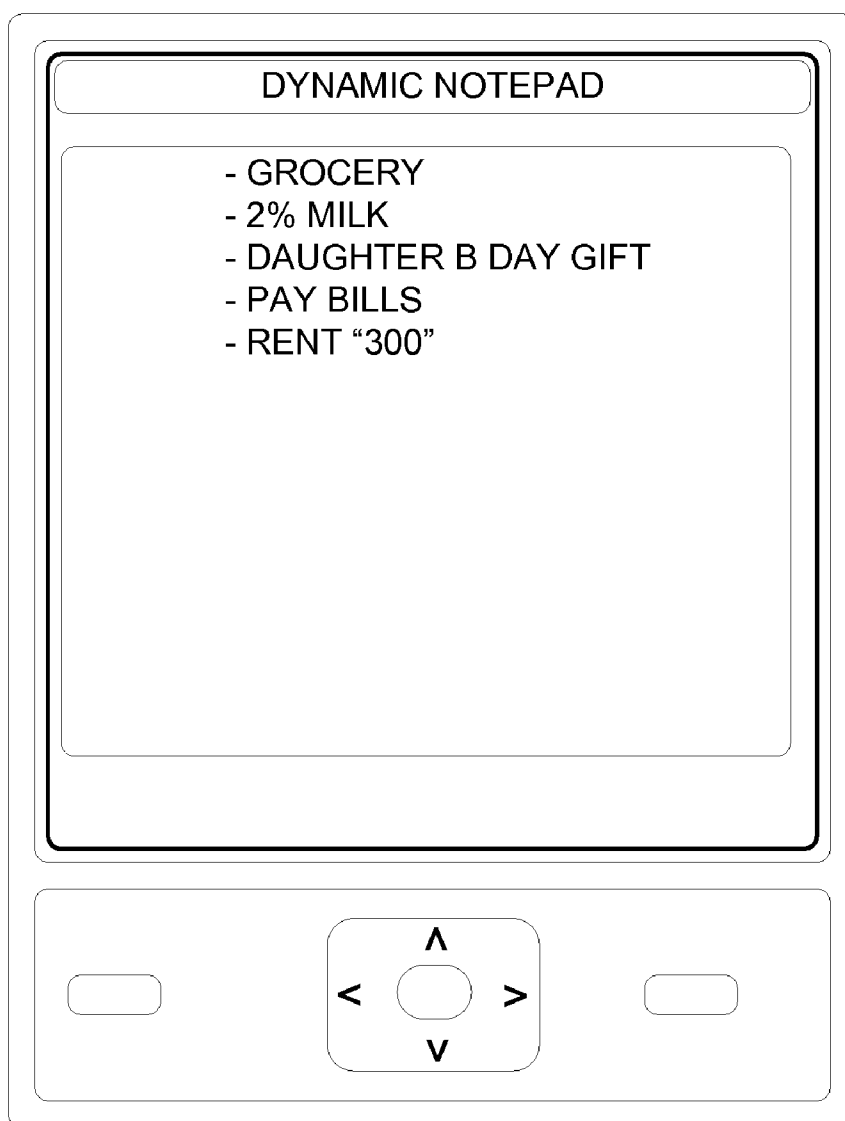 DYNAMIC NOTEPAD
- GROCERY
- 2% MILK
- DAUGHTER B DAY GIFT
- PAY BILLS
- RENT “300”